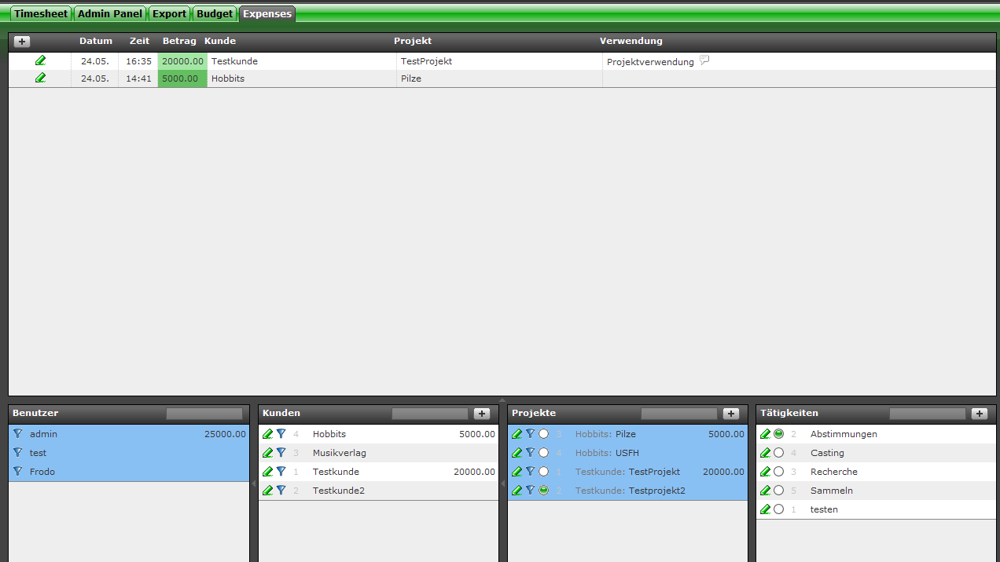 Timesheet Admin Panel Export Budget Expenses
+ Datum Zeit Betrag Kunde Projekt Verwendung
24.05. 16:35 20000.00 Testkunde TestProjekt Projektverwendung
24.05. 14:41 5000.00 Hobbits Pilze
Benutzer Kunden + Projekte + Tätigkeiten +
admin 25000.00 4 Hobbits 5000.00 3 Hobbits: Pilze 5000.00 2 Abstimmungen
test 3 Musikverlag 4 Hobbits: USFH 4 Casting
Frodo 1 Testkunde 20000.00 1 Testkunde: TestProjekt 20000.00 3 Recherche
2 Testkunde2 2 Testkunde: Testprojekt2 5 Sammeln
1 testen